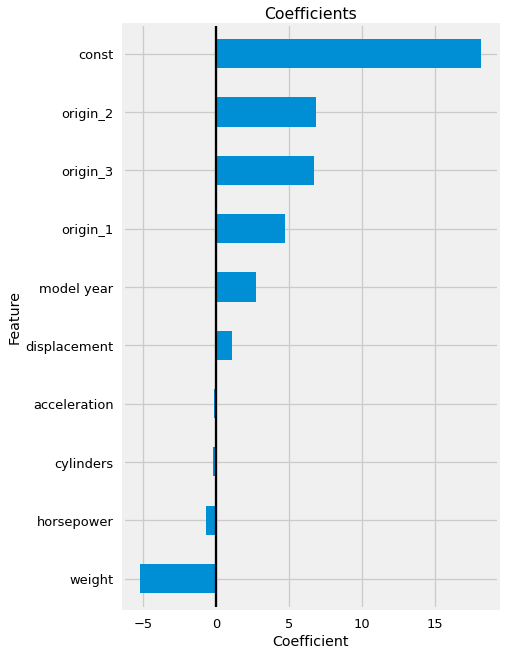 Coefficients
const
origin_2
origin_3
origin_1
model year
displacement
acceleration
cylinders
horsepower
weight
Feature
−5 0 5 10 15
Coefficient